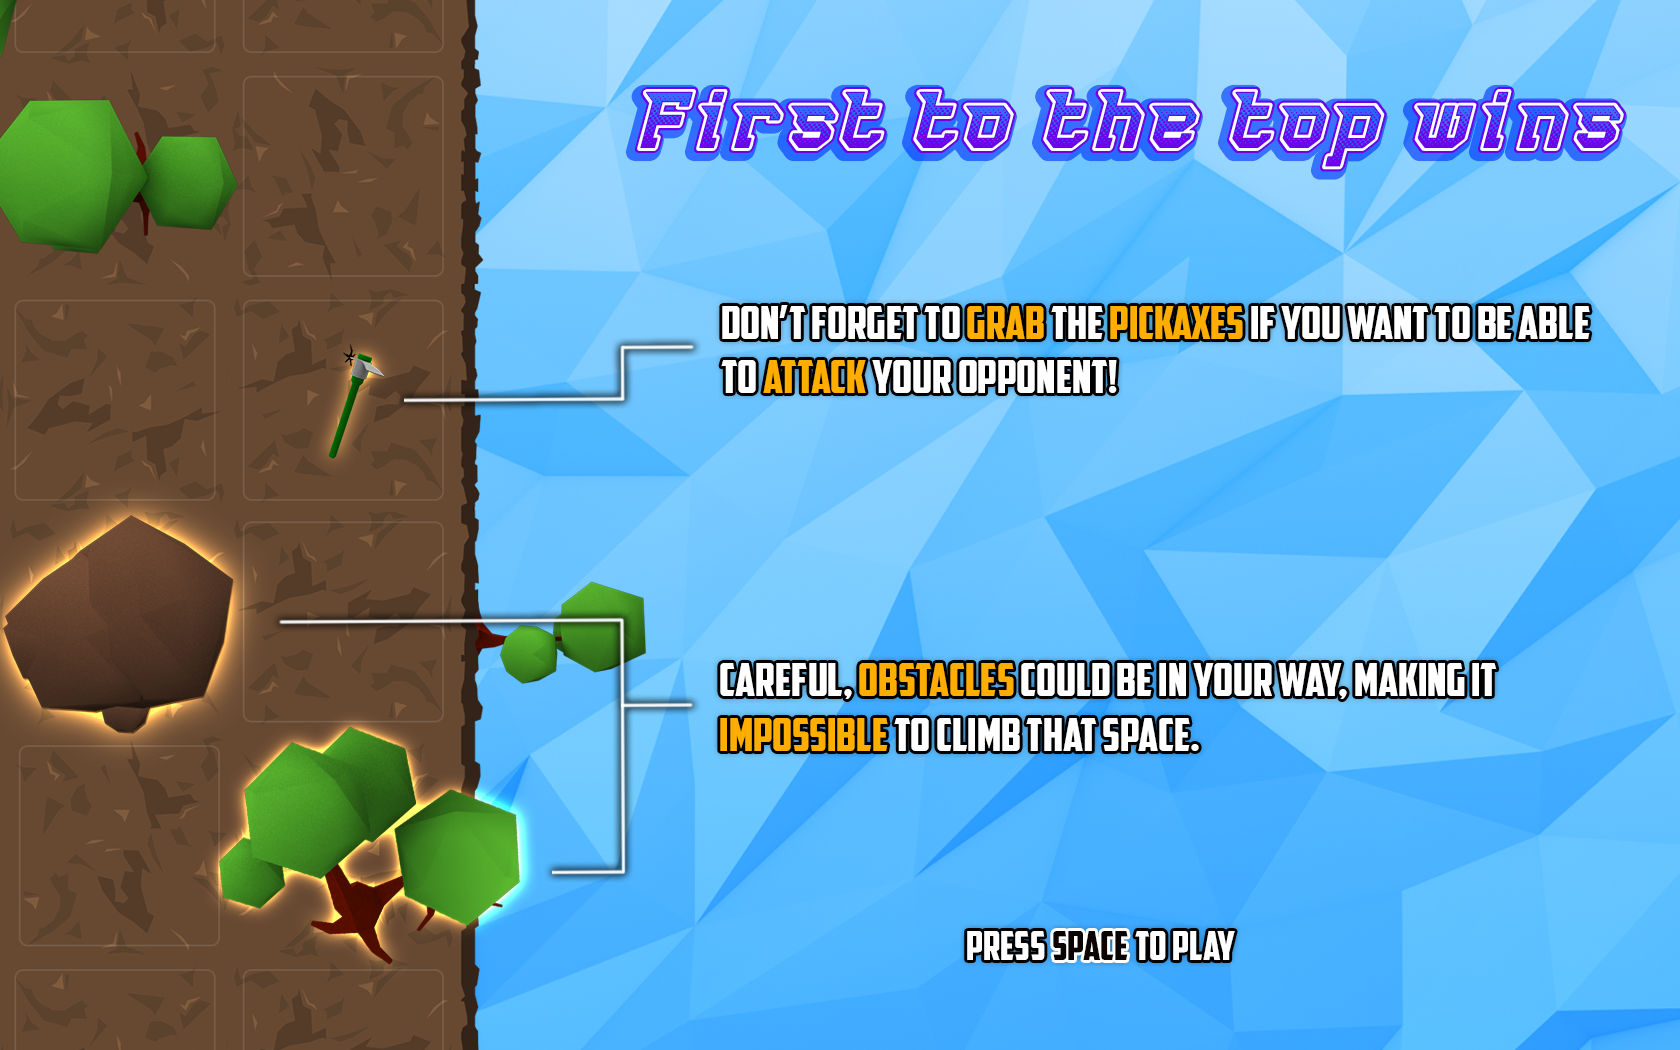 First to the top wins
DON'T FORGET TO GRAB THE PICKAXES IF YOU WANT TO BE ABLE
TO ATTACK YOUR OPPONENT!
CAREFUL, OBSTACLES COULD BE IN YOUR WAY, MAKING IT
IMPOSSIBLE TO CLIMB THAT SPACE.
PRESS SPACE TO PLAY